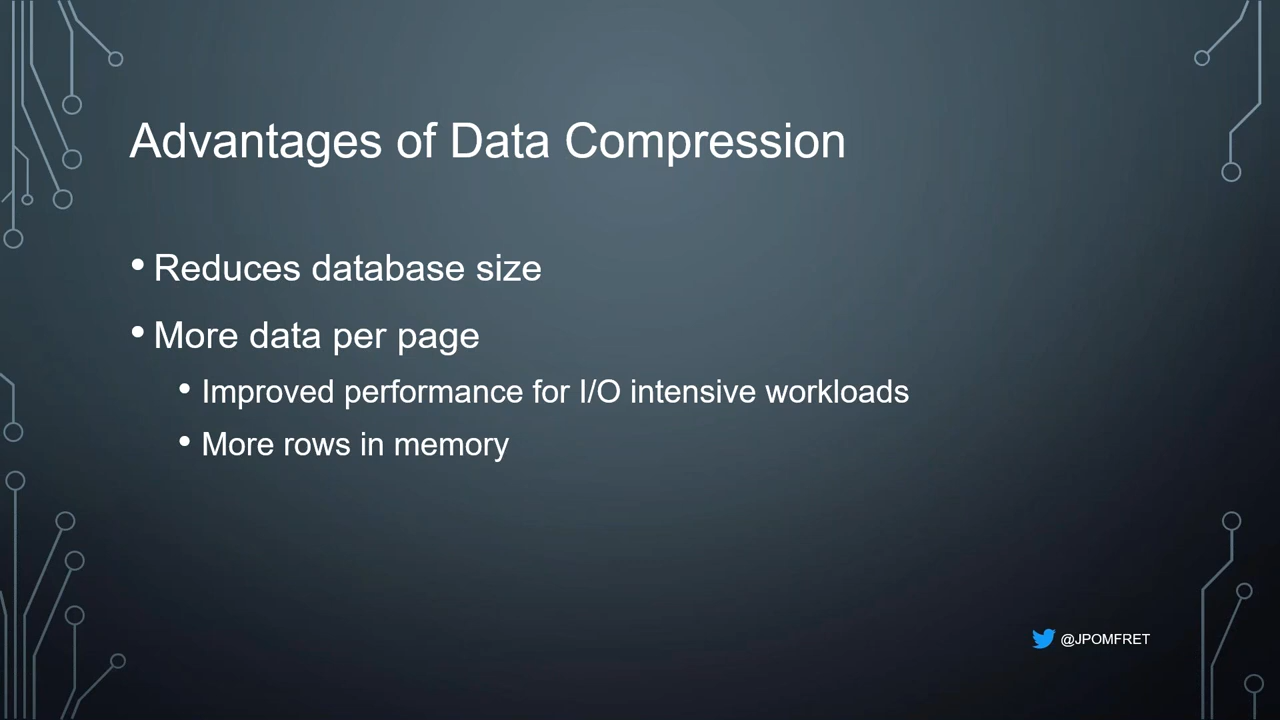 Advantages of Data Compression
• Reduces database size
• More data per page
• Improved performance for I/O intensive workloads
• More rows in memory
@JPOMFRET